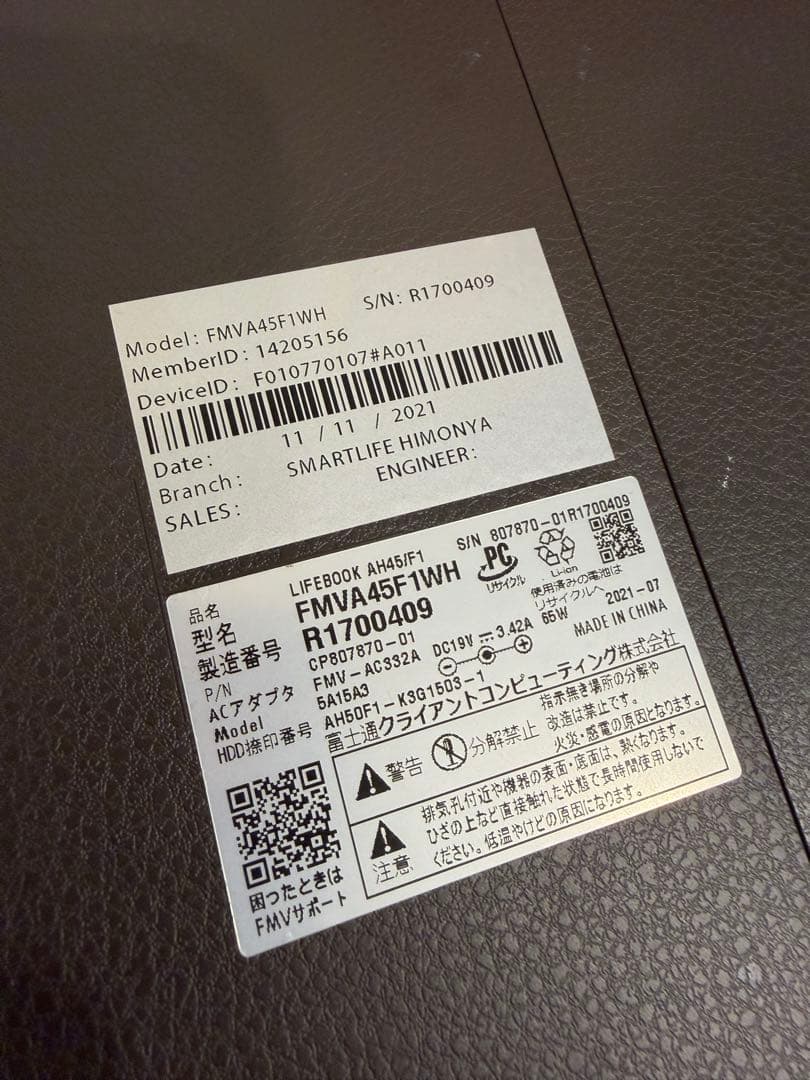 Model: FMVA45F1WH S/N: R1700409
MemberID: 14205156
DeviceID: F010770107#A011
Date: 11 / 11 / 2021
Branch: SMARTLIFE HIMONYA
SALES: ENGINEER:
品名 LIFEBOOK AH45/F1 S/N 807870-01R1700409
型名 FMVA45F1WH
製造番号 R1700409
P/N CP807870-01
ACアダプタ FMV-AC332A DC19V 3.42A 65W
Model 5A15A3
HDD捺印番号 AH50F1-K3G1503-1
PC
リサイクル
Li-ion
使用済みの電池は
リサイクルへ
2021-07
MADE IN CHINA
富士通クライアントコンピューティング株式会社
警告 分解禁止
指示無き場所の分解や
改造は禁止です。
火災・感電の原因となります。
注意
排気孔付近や機器の表面・底面は、熱くなります。
ひざの上など直接触れた状態で長時間使用しないで
ください。低温やけどの原因になります。
困ったときは
FMVサポート